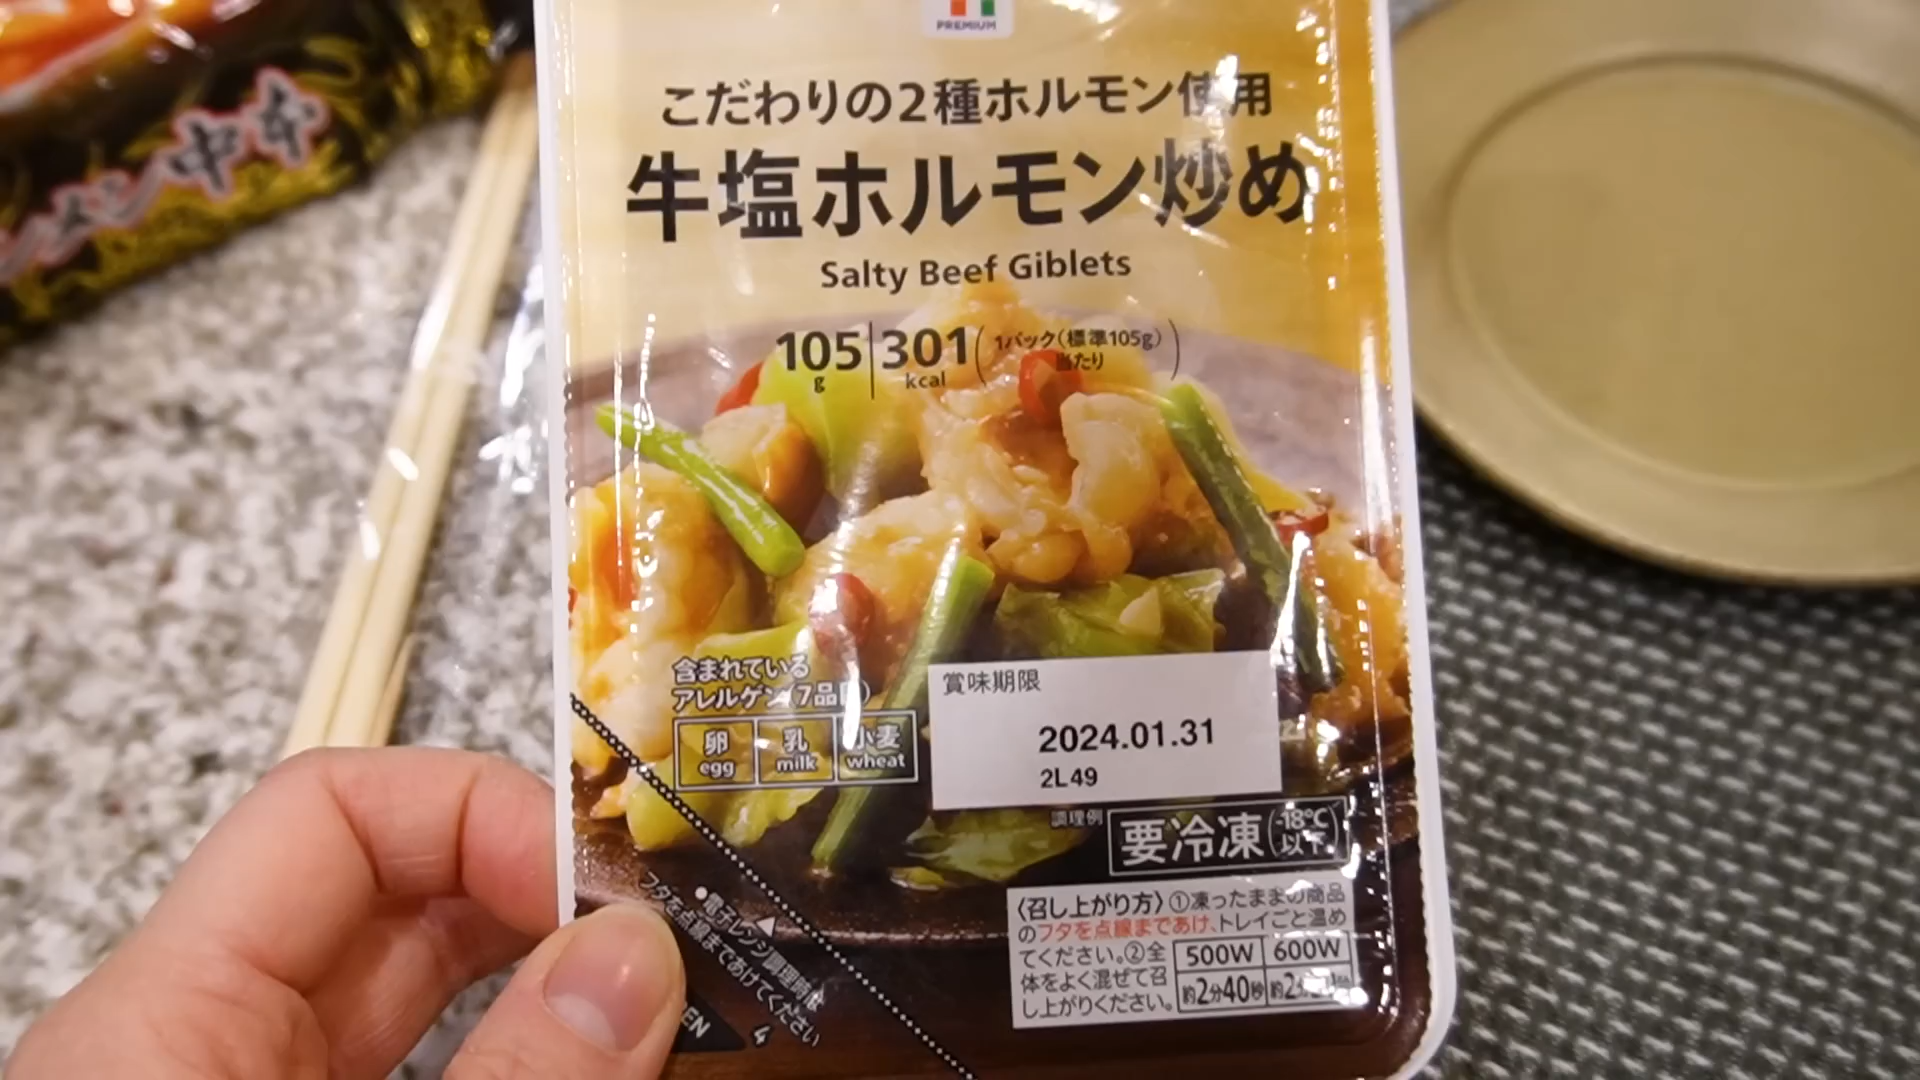 PREMIUM
こだわりの2種ホルモン使用
牛塩ホルモン炒め
Salty Beef Giblets
105g 301kcal (1パック(標準105g)当たり)
中本
含まれている
アレルゲン(7品目)
卵 乳 小麦
egg milk wheat
賞味期限
2024.01.31
2L49
調理例
要冷凍(-18℃以下)
〈召し上がり方〉①凍ったままの商品
のフタを点線まであけ、トレイごと温め
てください。②全
体をよく混ぜて召
し上がりください。
500W 600W
約2分40秒 約2
●電子レンジ調理時は
フタを点線まであけてください
4